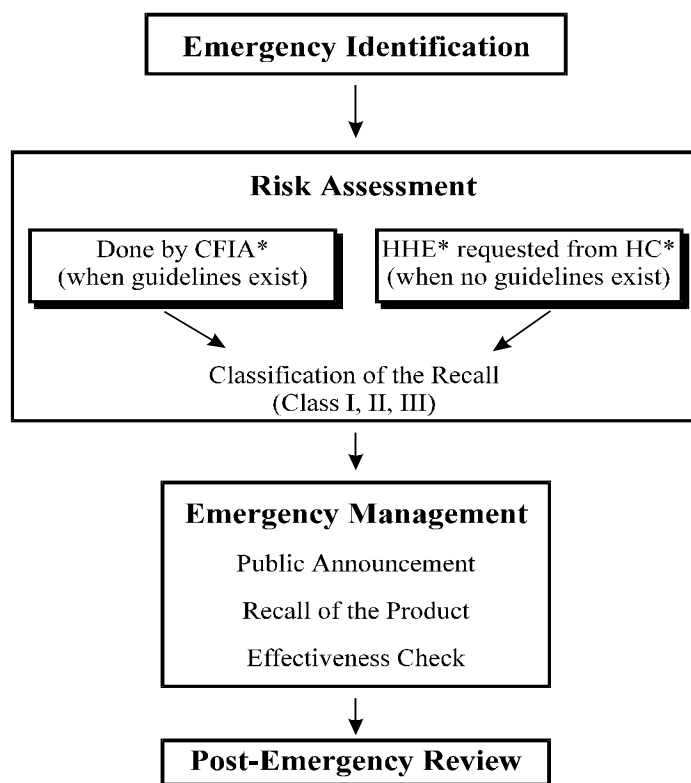 Emergency Identification
Risk Assessment
Done by CFIA*
(when guidelines exist)
HHE* requested from HC*
(when no guidelines exist)
Classification of the Recall
(Class I, II, III)
Emergency Management
Public Announcement
Recall of the Product
Effectiveness Check
Post-Emergency Review